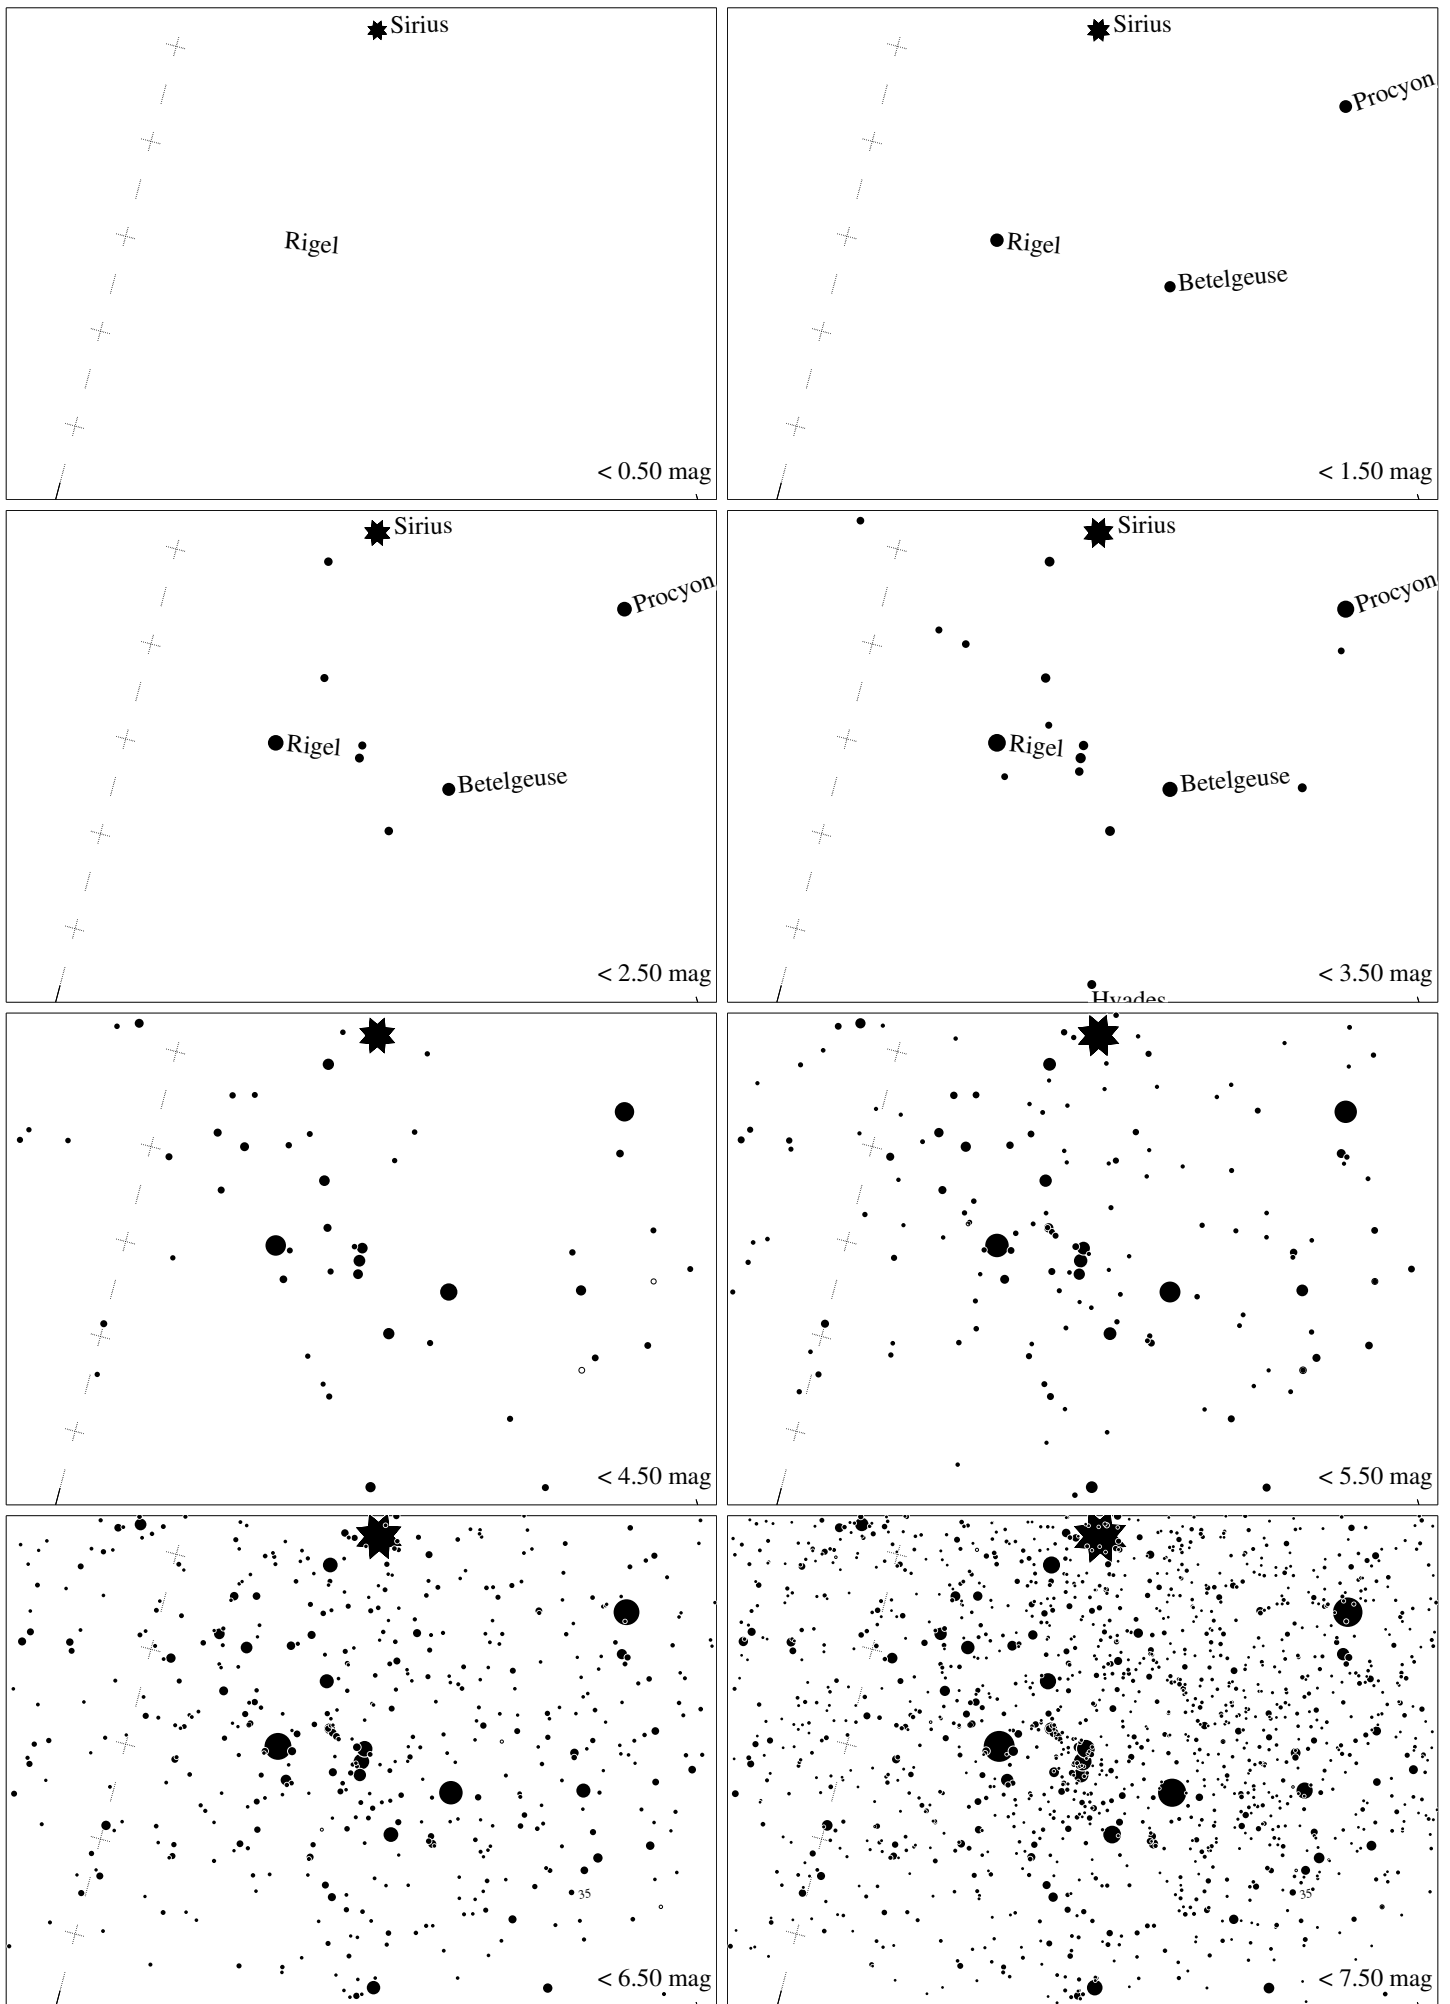 Sirius
Rigel
< 0.50 mag
Sirius
Procyon
Rigel
Betelgeuse
< 1.50 mag
Sirius
Procyon
Rigel
Betelgeuse
< 2.50 mag
Sirius
Procyon
Rigel
Betelgeuse
< 3.50 mag
Hyades
< 4.50 mag
< 5.50 mag
35
< 6.50 mag
35
< 7.50 mag